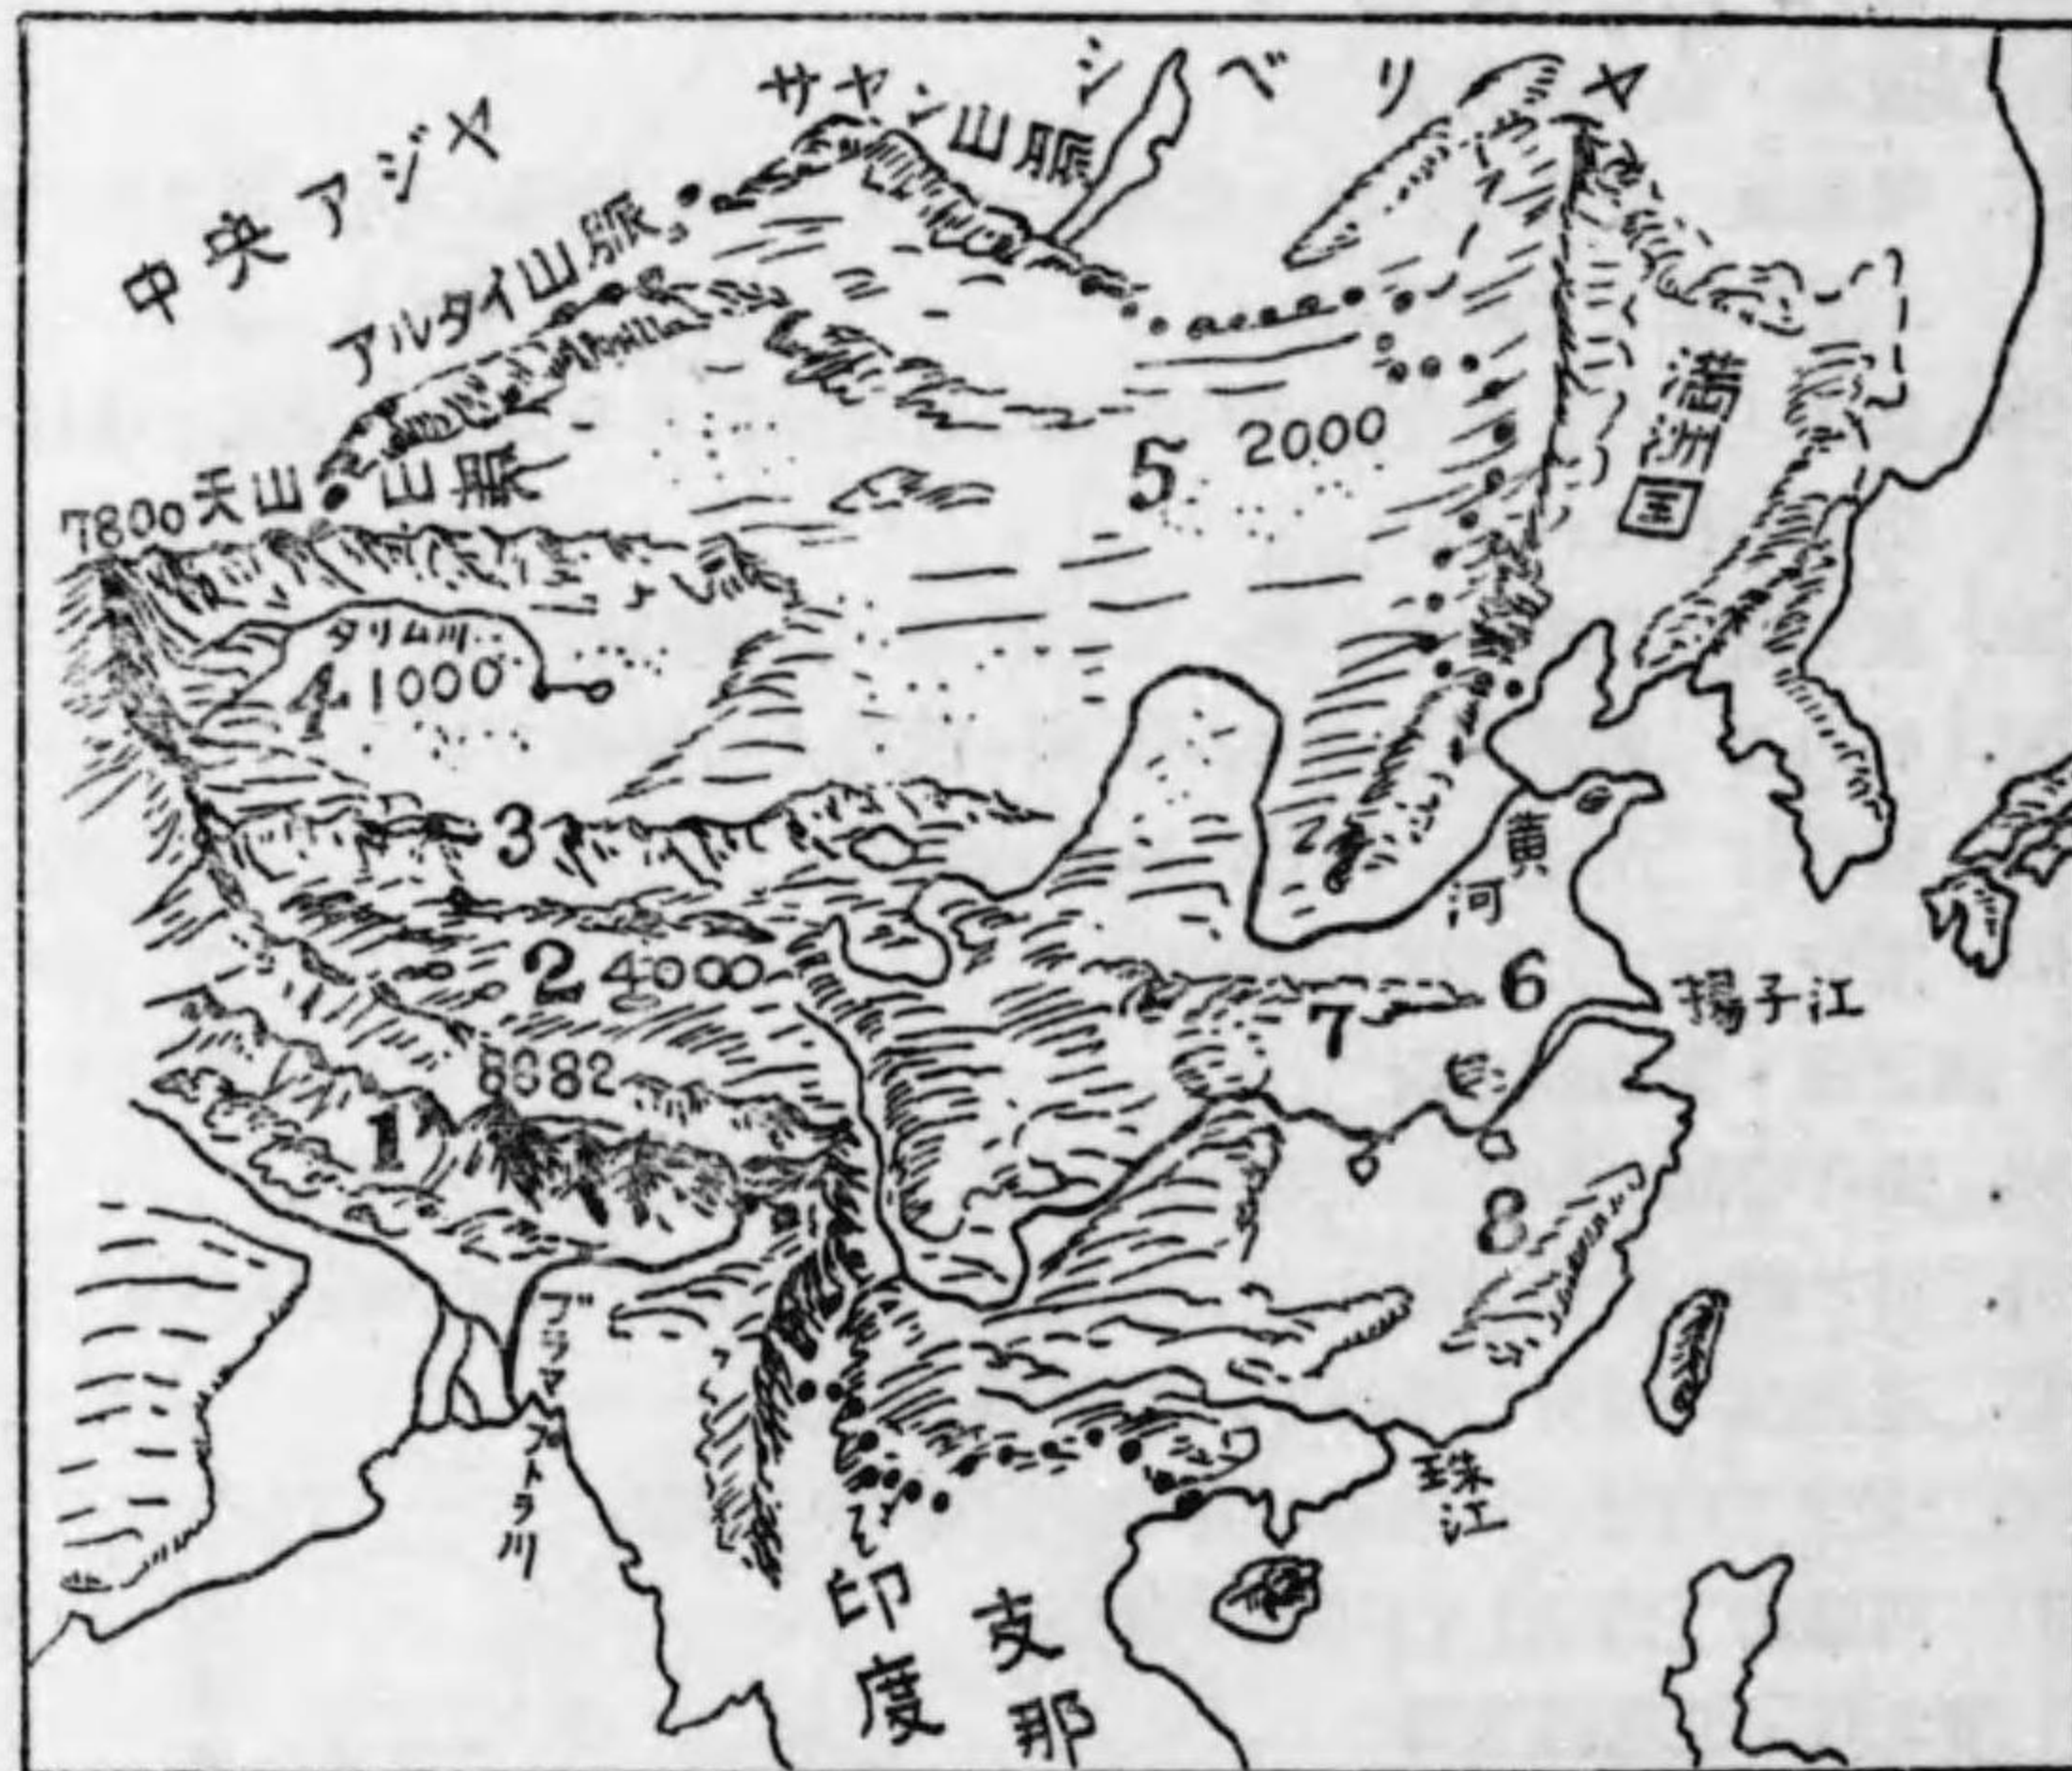 シベリヤ
サヤン山脈
中央アジヤ
アルタイ山脈
満洲国
5 2000
7800 天山山脈
タリム川
4 1000
3
黄河
2 4000
6
揚子江
7
8882
1
8
ブラマプトラ川
珠江
印度支那